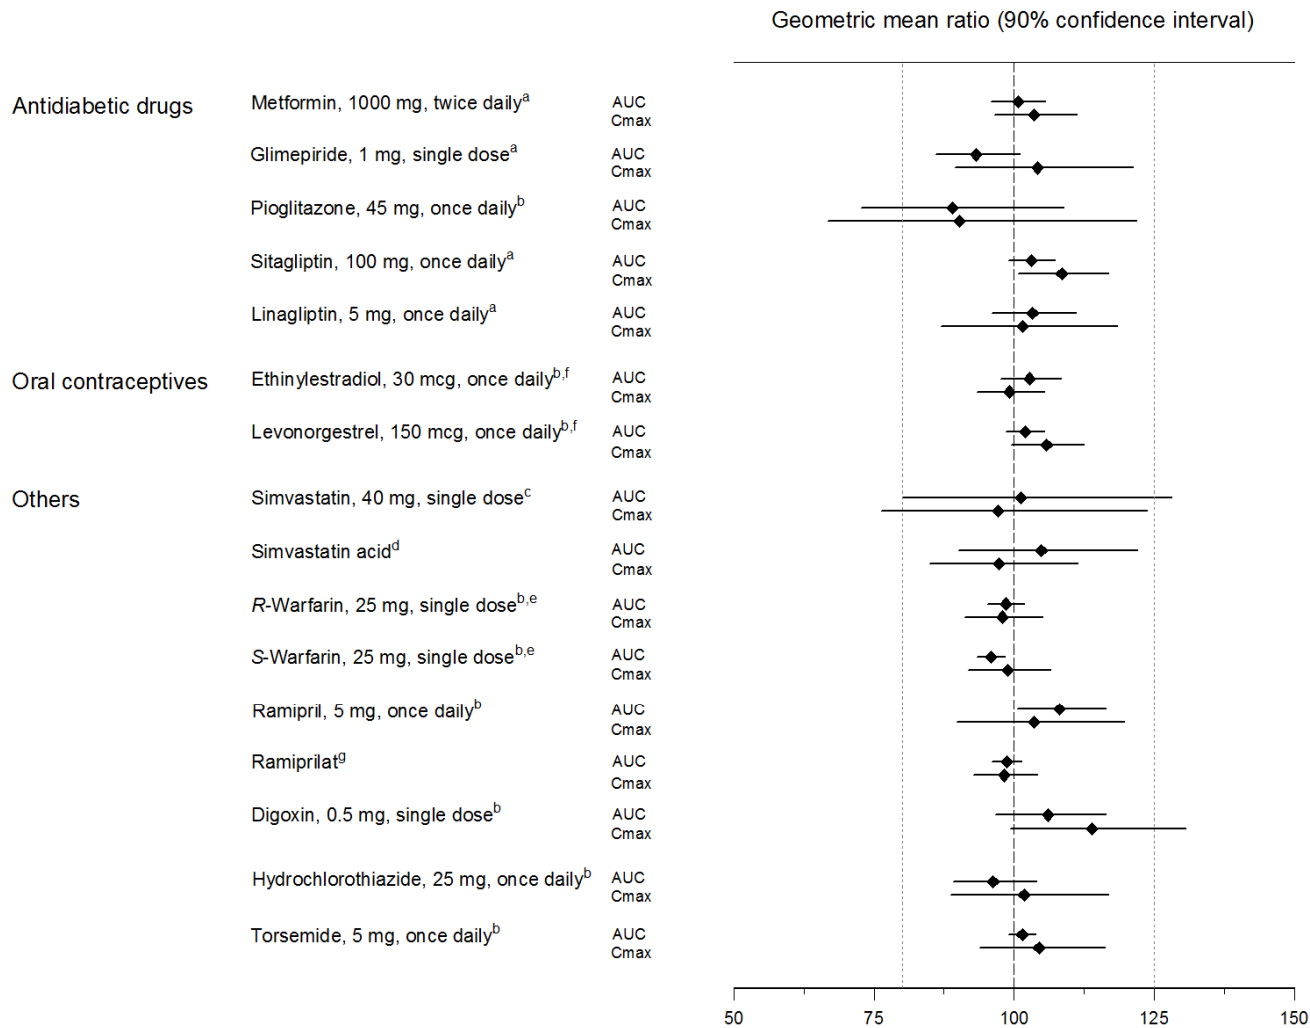 Geometric mean ratio (90% confidence interval)
Antidiabetic drugs
Metformin, 1000 mg, twice daily^a AUC
Cmax
Glimepiride, 1 mg, single dose^a AUC
Cmax
Pioglitazone, 45 mg, once daily^b AUC
Cmax
Sitagliptin, 100 mg, once daily^a AUC
Cmax
Linagliptin, 5 mg, once daily^a AUC
Cmax
Oral contraceptives
Ethinylestradiol, 30 mcg, once daily^b,f AUC
Cmax
Levonorgestrel, 150 mcg, once daily^b,f AUC
Cmax
Others
Simvastatin, 40 mg, single dose^c AUC
Cmax
Simvastatin acid^d AUC
Cmax
R-Warfarin, 25 mg, single dose^b,e AUC
Cmax
S-Warfarin, 25 mg, single dose^b,e AUC
Cmax
Ramipril, 5 mg, once daily^b AUC
Cmax
Ramiprilat^g AUC
Cmax
Digoxin, 0.5 mg, single dose^b AUC
Cmax
Hydrochlorothiazide, 25 mg, once daily^b AUC
Cmax
Torsemide, 5 mg, once daily^b AUC
Cmax
50 75 100 125 150